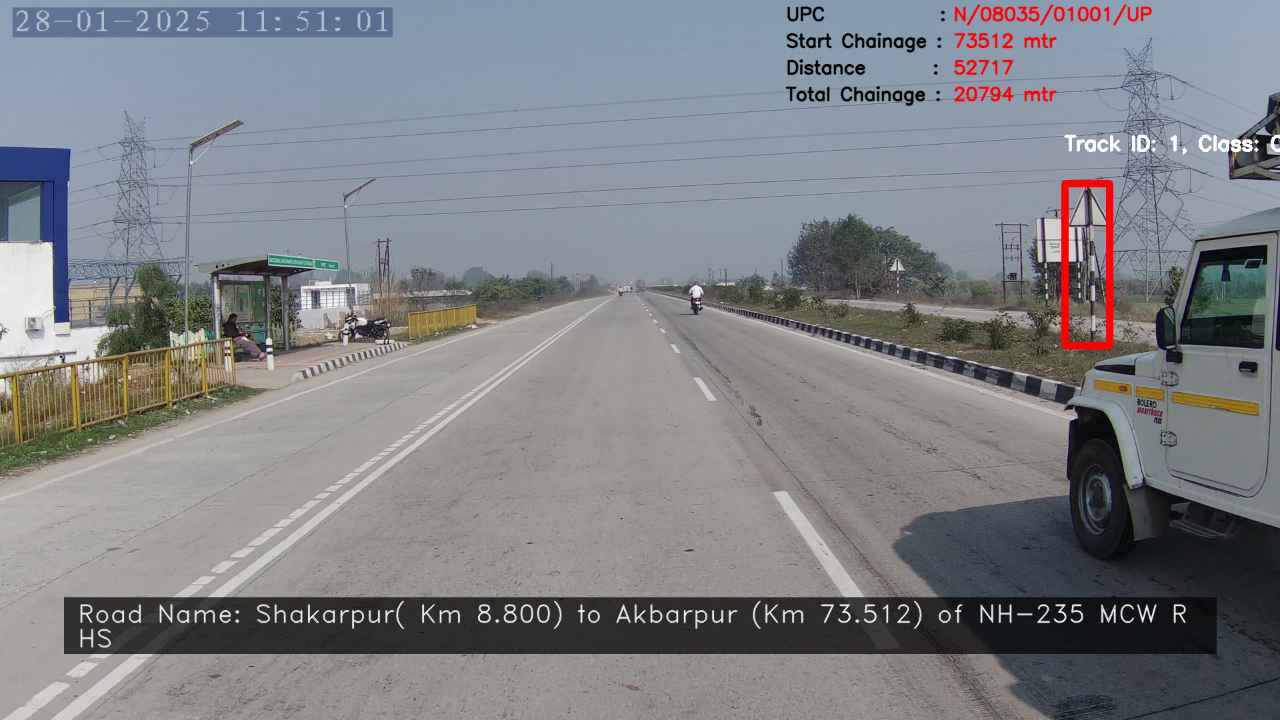 28-01-2025 11:51:01
UPC : N/08035/01001/UP
Start Chainage : 73512 mtr
Distance : 52717
Total Chainage : 20794 mtr
Track ID: 1, Class:
BOLERO
MAXITRUCK
PLUS
Road Name: Shakarpur( Km 8.800) to Akbarpur (Km 73.512) of NH-235 MCW R
HS